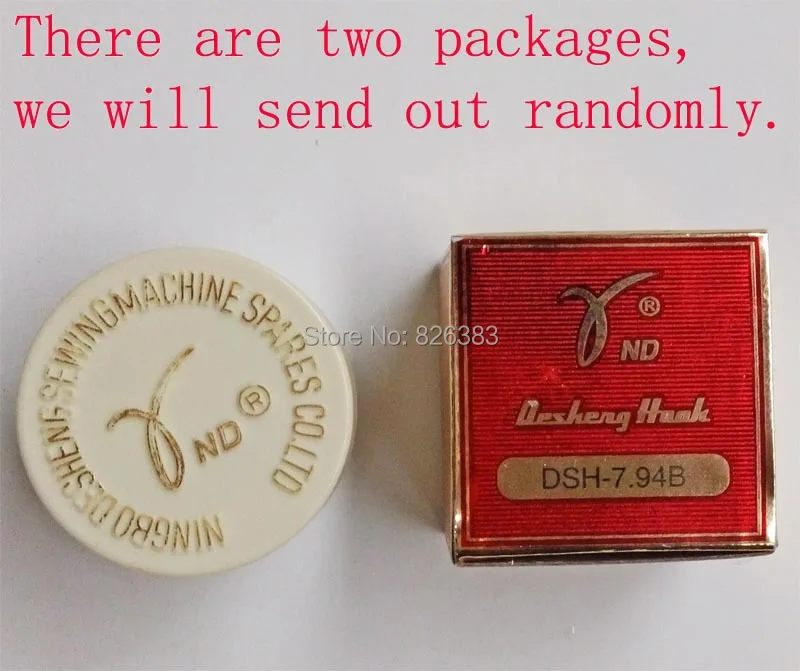 There are two packages,
we will send out randomly.
Store No: 826383
NINGBO DESHENG SEWINGMACHINE SPARES CO.LTD
ND ®
®
ND
Desheng Hook
DSH-7.94B